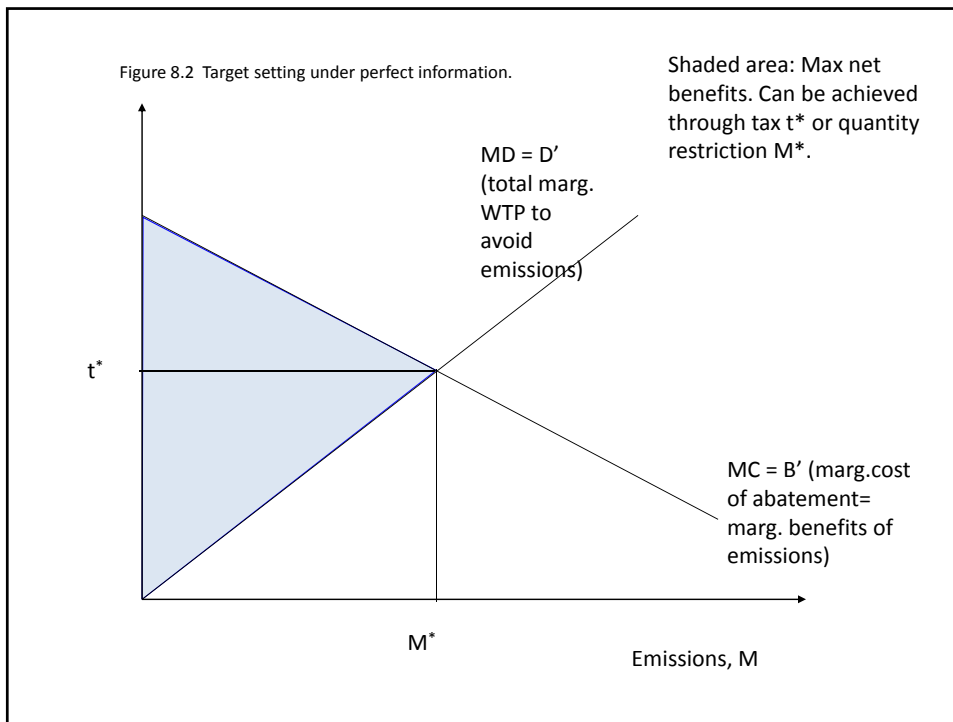 Figure 8.2 Target setting under perfect information.
Shaded area: Max net
benefits. Can be achieved
through tax t* or quantity
restriction M*.
MD = D’
(total marg.
WTP to
avoid
emissions)
t*
MC = B’ (marg.cost
of abatement=
marg. benefits of
emissions)
M*
Emissions, M